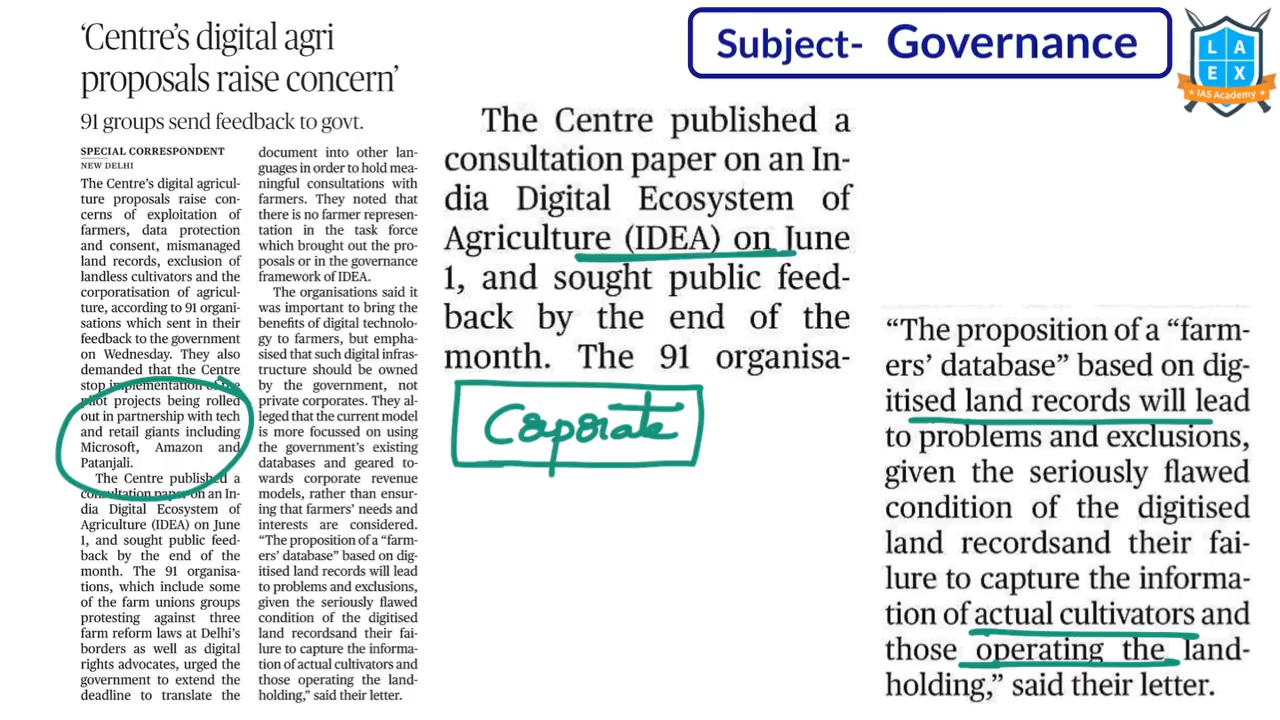 ‘Centre’s digital agri
proposals raise concern’
91 groups send feedback to govt.
SPECIAL CORRESPONDENT
NEW DELHI
The Centre’s digital agricul-
ture proposals raise con-
cerns of exploitation of
farmers, data protection
and consent, mismanaged
land records, exclusion of
landless cultivators and the
corporatisation of agricul-
ture, according to 91 organi-
sations which sent in their
feedback to the government
on Wednesday. They also
demanded that the Centre
stop implementation of the
pilot projects being rolled
out in partnership with tech
and retail giants including
Microsoft, Amazon and
Patanjali.
The Centre published a
consultation paper on an In-
dia Digital Ecosystem of
Agriculture (IDEA) on June
1, and sought public feed-
back by the end of the
month. The 91 organisa-
tions, which include some
of the farm unions groups
protesting against three
farm reform laws at Delhi’s
borders as well as digital
rights advocates, urged the
government to extend the
deadline to translate the
document into other lan-
guages in order to hold mea-
ningful consultations with
farmers. They noted that
there is no farmer represen-
tation in the task force
which brought out the pro-
posals or in the governance
framework of IDEA.
The organisations said it
was important to bring the
benefits of digital technolo-
gy to farmers, but empha-
sised that such digital infras-
tructure should be owned
by the government, not
private corporates. They al-
leged that the current model
is more focussed on using
the government’s existing
databases and geared to-
wards corporate revenue
models, rather than ensur-
ing that farmers’ needs and
interests are considered.
“The proposition of a “farm-
ers’ database” based on dig-
itised land records will lead
to problems and exclusions,
given the seriously flawed
condition of the digitised
land recordsand their fai-
lure to capture the informa-
tion of actual cultivators and
those operating the land-
holding,” said their letter.
Subject- Governance
L A
E X
IAS Academy
The Centre published a
consultation paper on an In-
dia Digital Ecosystem of
Agriculture (IDEA) on June
1, and sought public feed-
back by the end of the
month. The 91 organisa-
Corporate
“The proposition of a “farm-
ers’ database” based on dig-
itised land records will lead
to problems and exclusions,
given the seriously flawed
condition of the digitised
land recordsand their fai-
lure to capture the informa-
tion of actual cultivators and
those operating the land-
holding,” said their letter.